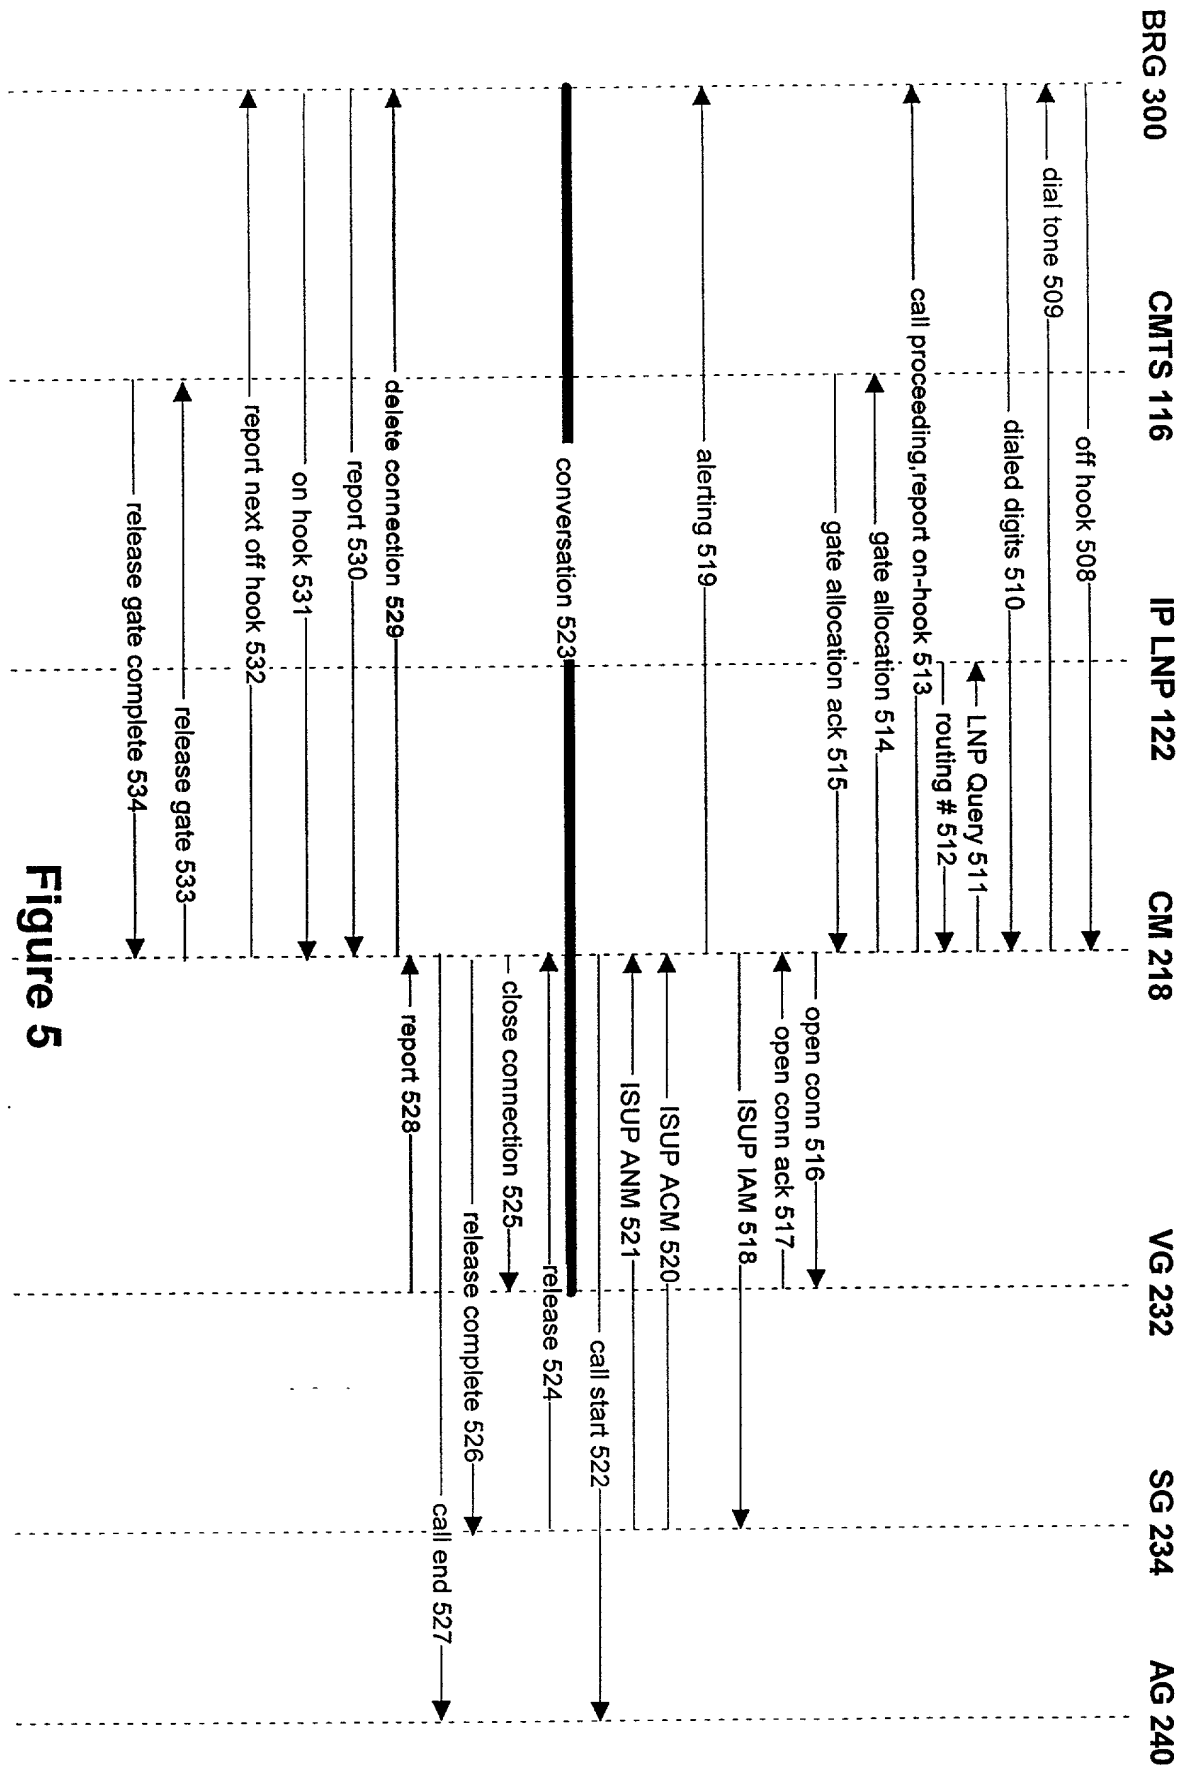 BRG 300 CMTS 116 IP LNP 122 CM 218 VG 232 SG 234 AG 240
off hook 508
dial tone 509
dialed digits 510
LNP Query 511
routing # 512
call proceeding,report on-hook 513
gate allocation 514
gate allocation ack 515
open conn 516
open conn ack 517
ISUP IAM 518
alerting 519
ISUP ACM 520
ISUP ANM 521
call start 522
conversation 523
release 524
close connection 525
release complete 526
call end 527
report 528
delete connection 529
report 530
on hook 531
report next off hook 532
release gate 533
release gate complete 534
Figure 5